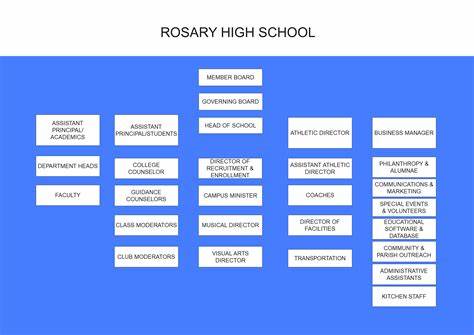 ROSARY HIGH SCHOOL
MEMBER BOARD
GOVERNING BOARD
HEAD OF SCHOOL
ASSISTANT
PRINCIPAL/
ACADEMICS
DEPARTMENT HEADS
FACULTY
ASSISTANT
PRINCIPAL/STUDENTS
COLLEGE
COUNSELOR
GUIDANCE
COUNSELORS
CLASS MODERATORS
CLUB MODERATORS
DIRECTOR OF
RECRUITMENT &
ENROLLMENT
CAMPUS MINISTER
MUSICAL DIRECTOR
VISUAL ARTS
DIRECTOR
ATHLETIC DIRECTOR
ASSISTANT ATHLETIC
DIRECTOR
COACHES
DIRECTOR OF
FACILITIES
TRANSPORTATION
BUSINESS MANAGER
PHILANTHROPY &
ALUMNAE
COMMUNICATIONS &
MARKETING
SPECIAL EVENTS
& VOLUNTEERS
EDUCATIONAL
SOFTWARE &
DATABASE
COMMUNITY &
PARISH OUTREACH
ADMINISTRATIVE
ASSISTANTS
KITCHEN STAFF